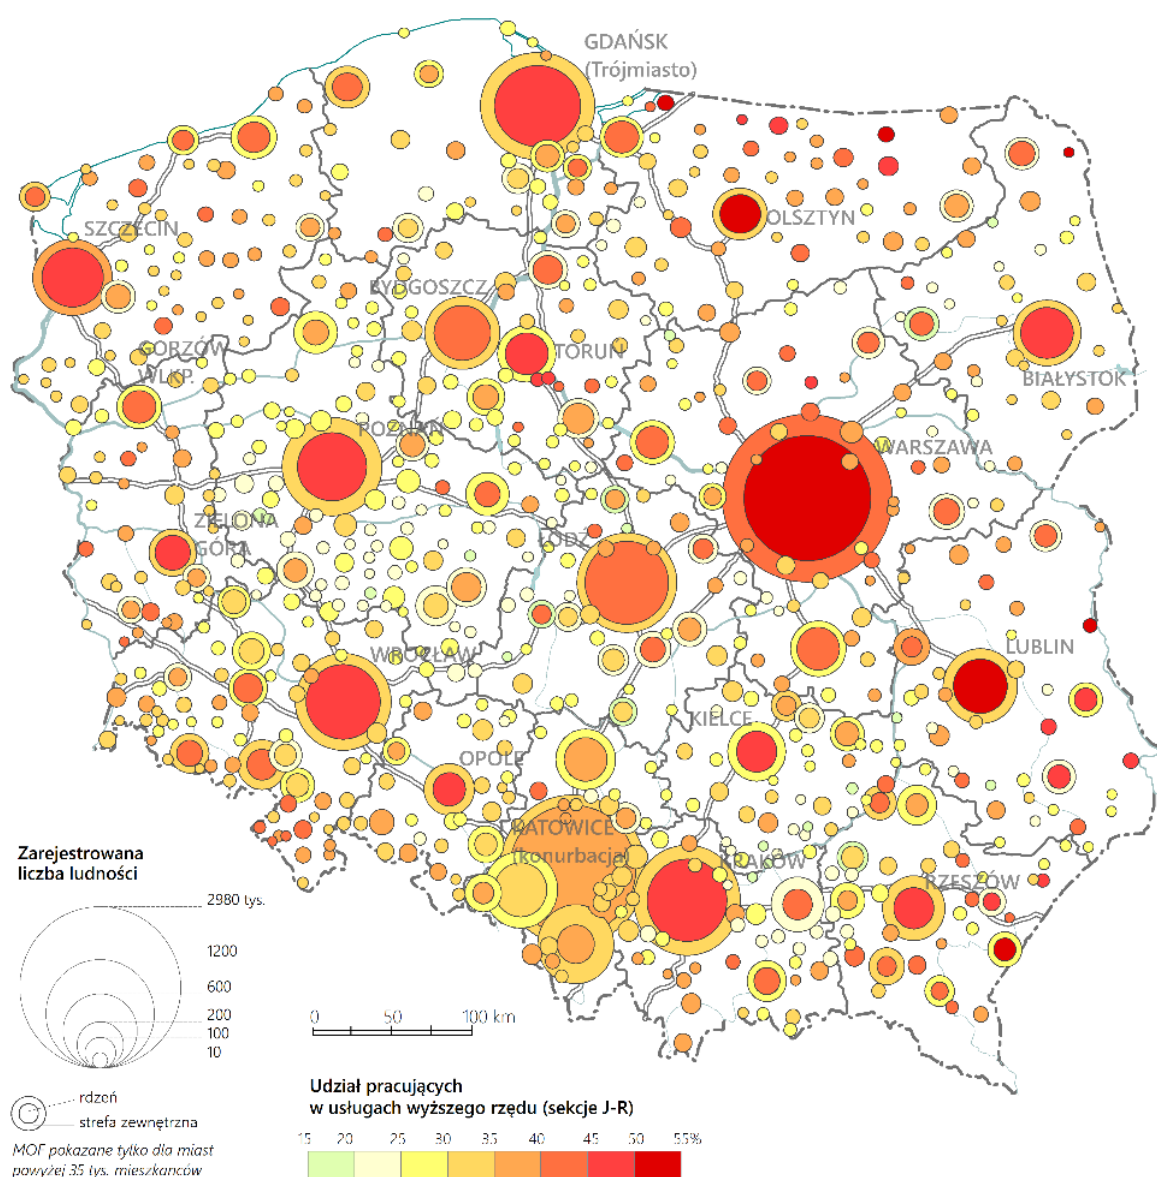 GDAŃSK
(Trójmiasto)
SZCZECIN
OLSZTYN
BYDGOSZCZ
GORZÓW
WLKP.
TORUŃ
BIAŁYSTOK
POZNAŃ
WARSZAWA
ZIELONA
GÓRA
ŁÓDŹ
WROCŁAW
LUBLIN
KIELCE
OPOLE
KATOWICE
(konurbacja)
KRAKÓW
RZESZÓW
Zarejestrowana
liczba ludności
2980 tys.
1200
600
200
100
10
rdzeń
strefa zewnętrzna
MOF pokazane tylko dla miast
powyżej 35 tys. mieszkańców
0 50 100 km
Udział pracujących
w usługach wyższego rzędu (sekcje J-R)
15 20 25 30 35 40 45 50 55%